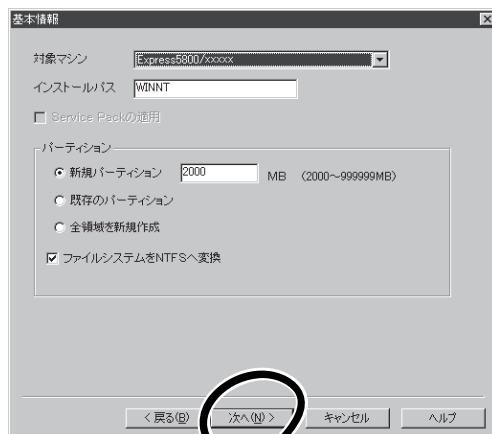 基本情報
対象マシン Express5800/xxxxx
インストールパス WINNT
Service Packの適用
パーティション
新規パーティション 2000 MB (2000～999999MB)
既存のパーティション
全領域を新規作成
ファイルシステムをNTFSへ変換
< 戻る(B) 次へ(N) > キャンセル ヘルプ